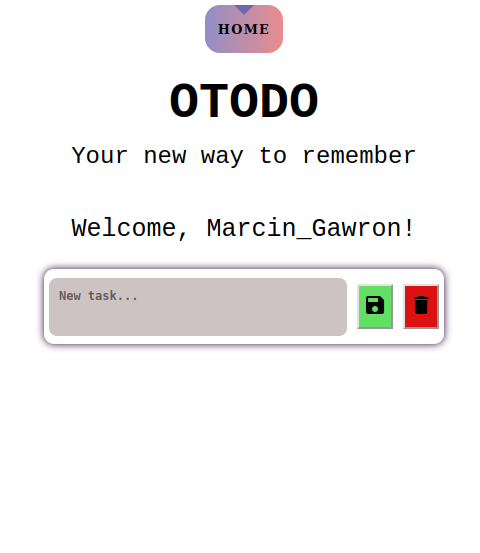 HOME
OTODO
Your new way to remember
Welcome, Marcin_Gawron!
New task...